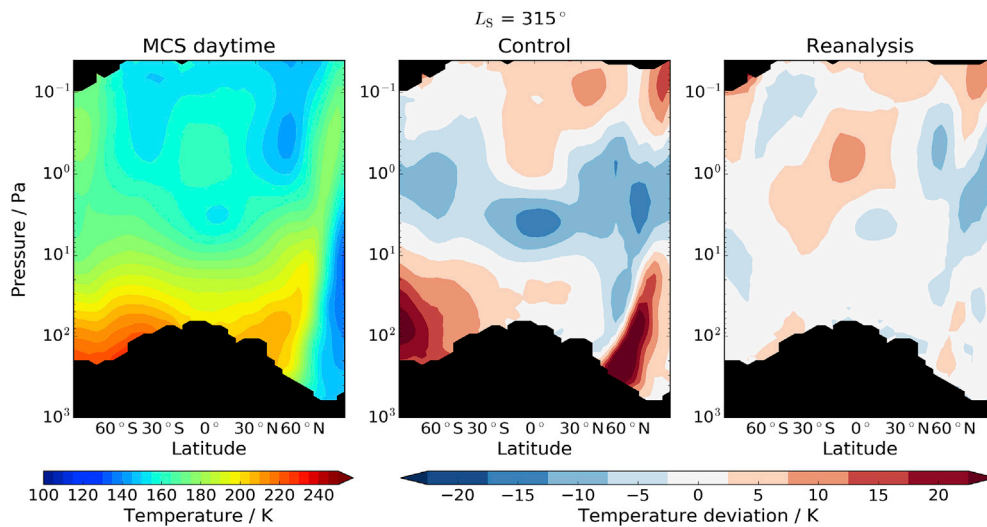 L_S = 315°
MCS daytime
Control
Reanalysis
Pressure / Pa
10⁻¹
10⁰
10¹
10²
10³
10⁻¹
10⁰
10¹
10²
10³
10⁻¹
10⁰
10¹
10²
10³
60°S 30°S 0° 30°N 60°N
60°S 30°S 0° 30°N 60°N
60°S 30°S 0° 30°N 60°N
Latitude
Latitude
Latitude
100 120 140 160 180 200 220 240
Temperature / K
−20 −15 −10 −5 0 5 10 15 20
Temperature deviation / K